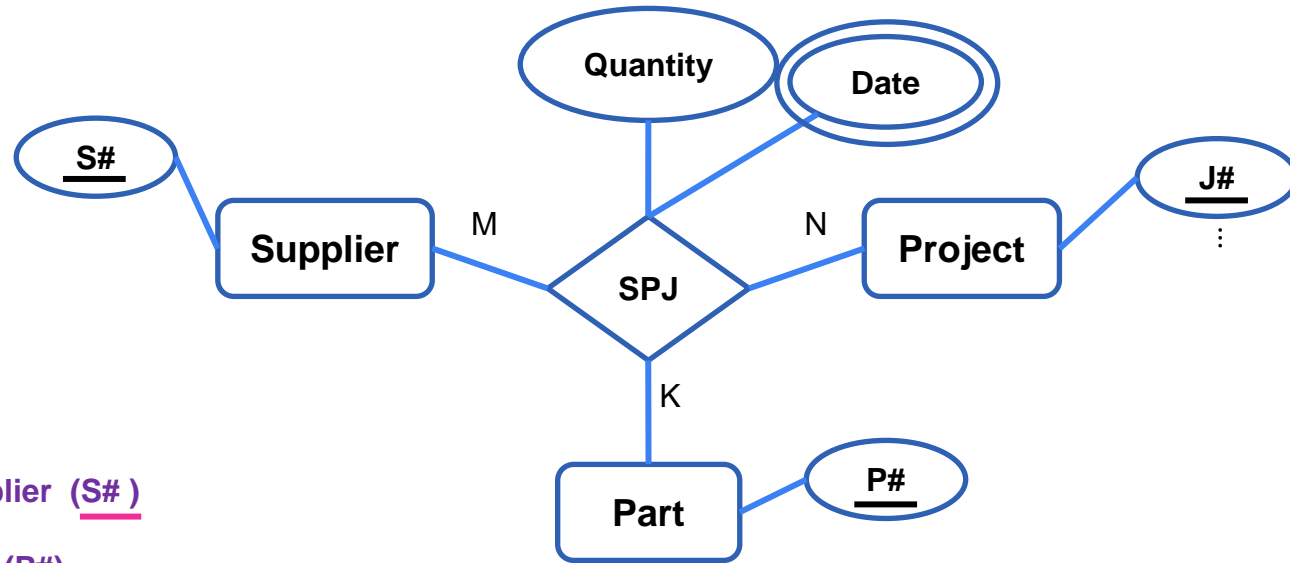 Quantity
Date
S#
J#
⋮
M
N
Supplier
Project
SPJ
K
P#
Part
plier (S# )
(P#)